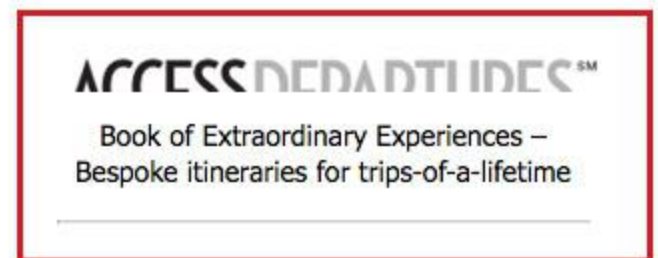 ACCESS DEPARTURES℠
Book of Extraordinary Experiences –
Bespoke itineraries for trips-of-a-lifetime